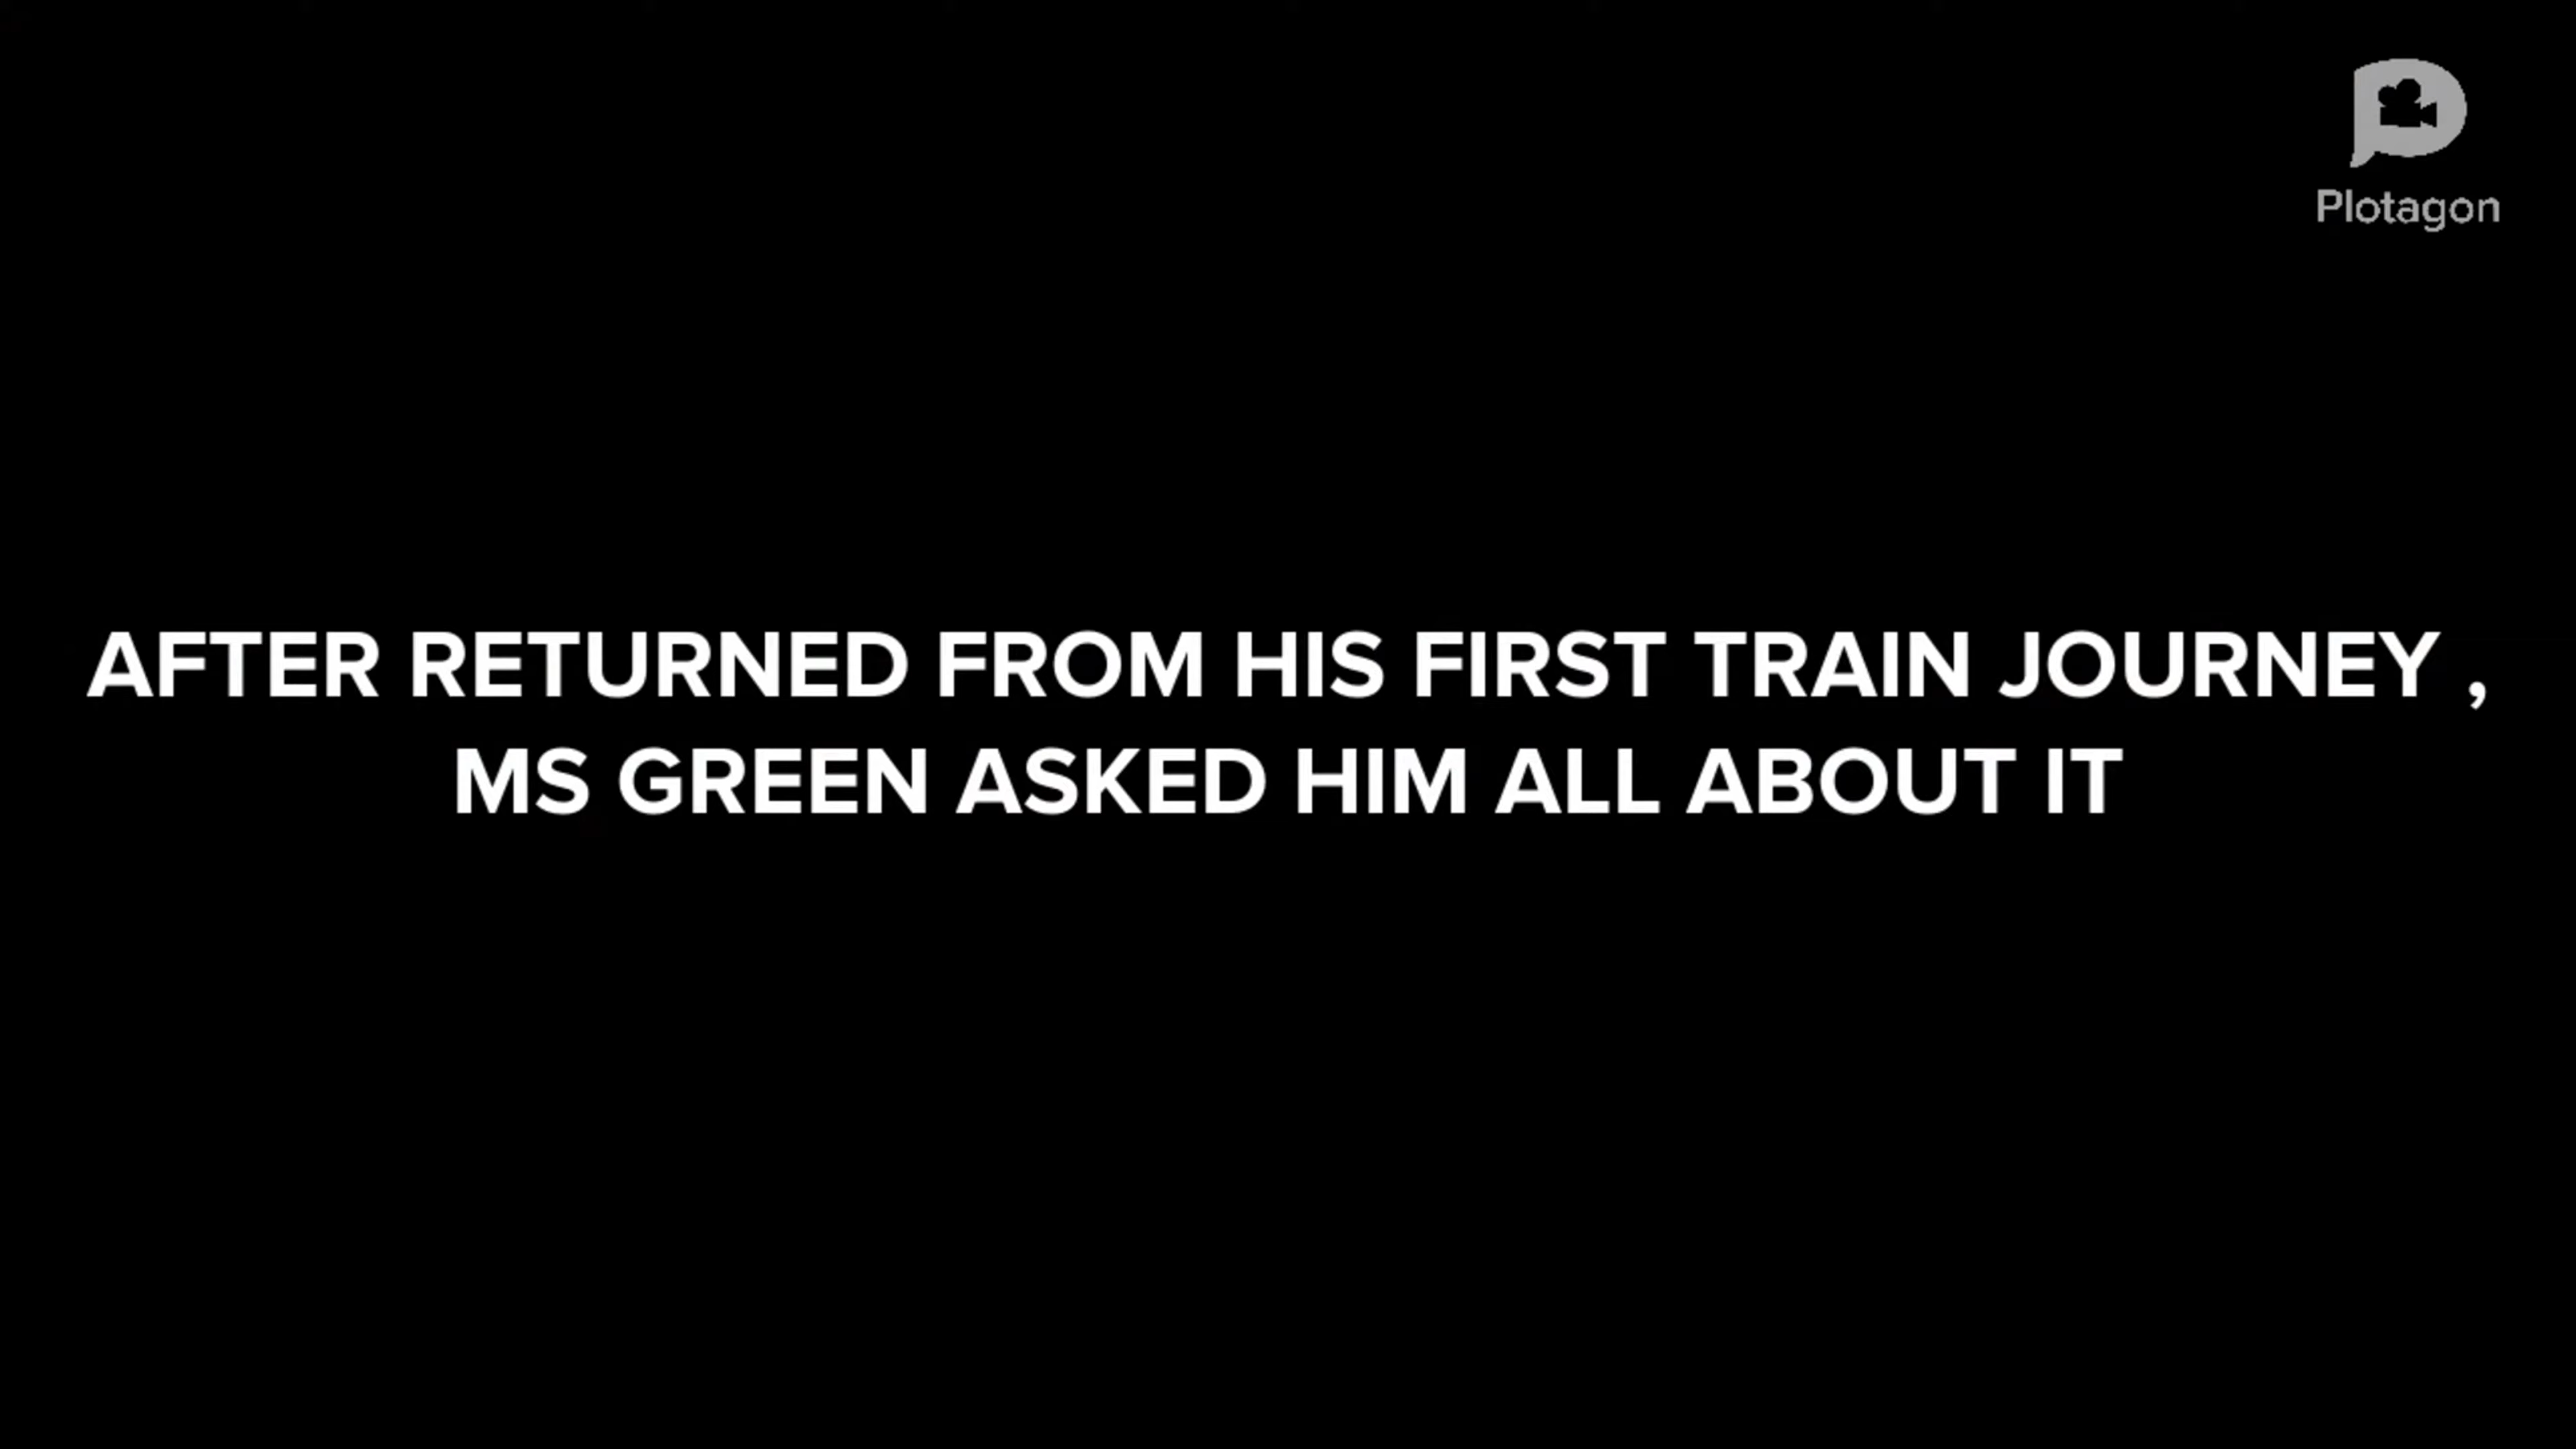 Plotagon
AFTER RETURNED FROM HIS FIRST TRAIN JOURNEY ,
MS GREEN ASKED HIM ALL ABOUT IT